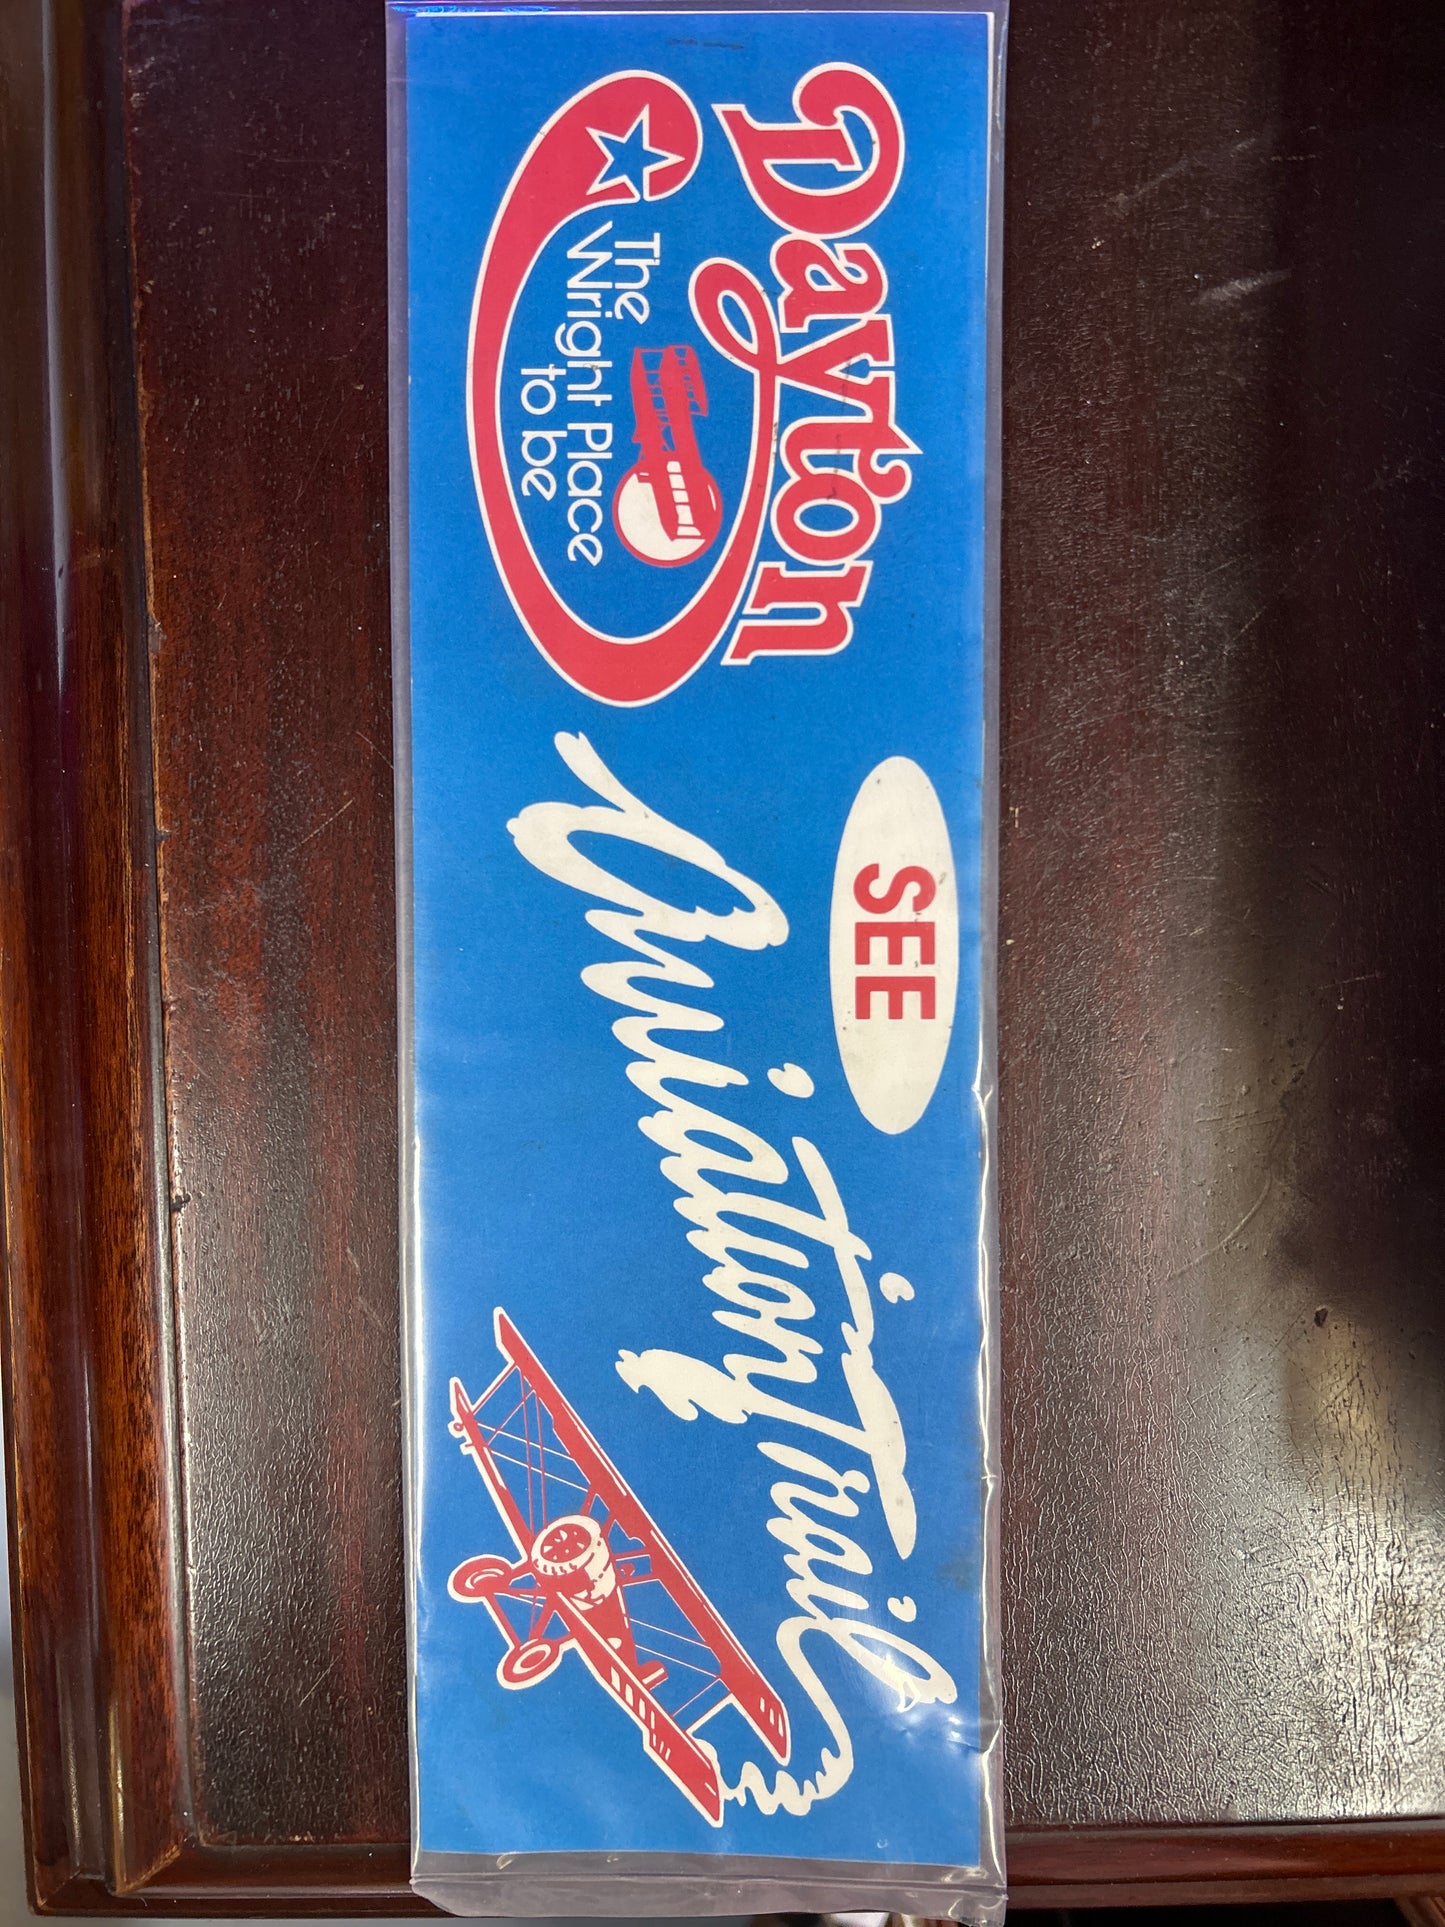 Dayton
The
Wright Place
to be
SEE
Aviation Trail